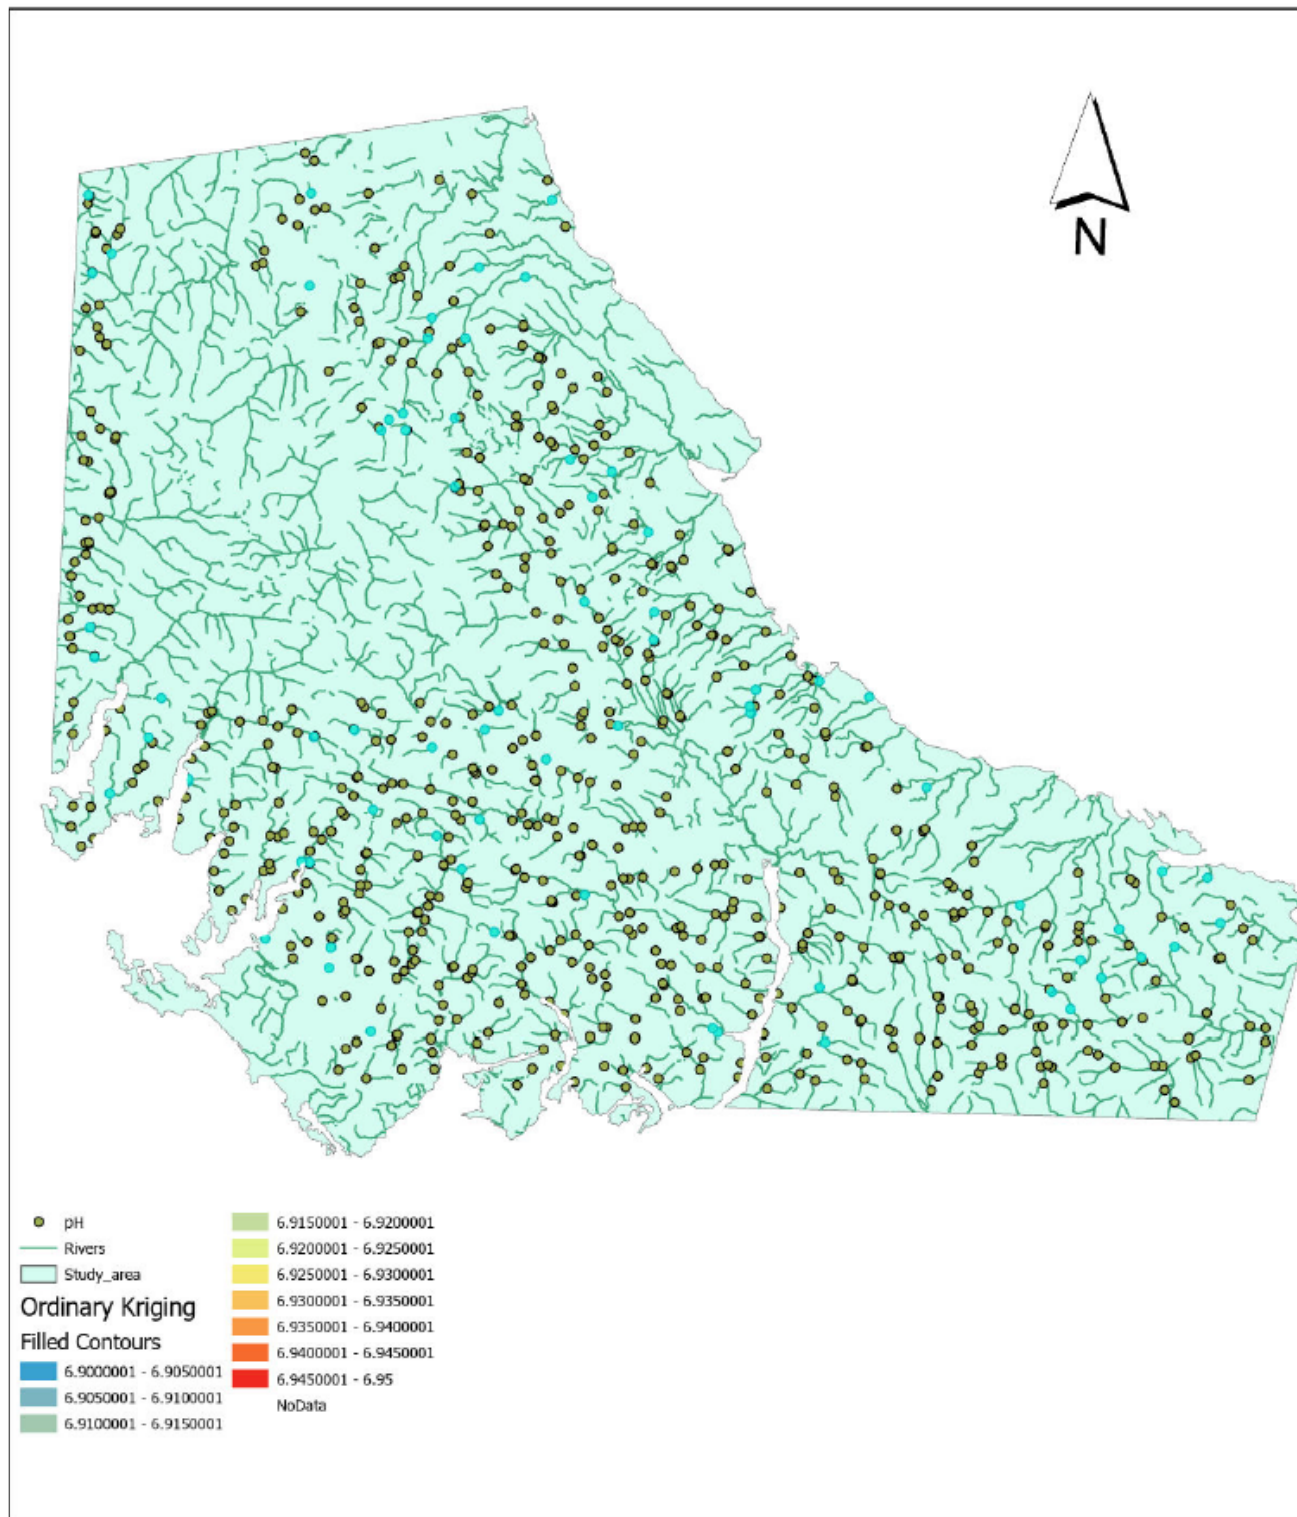 N
pH
Rivers
Study_area
Ordinary Kriging
Filled Contours
6.9000001 - 6.9050001
6.9050001 - 6.9100001
6.9100001 - 6.9150001
6.9150001 - 6.9200001
6.9200001 - 6.9250001
6.9250001 - 6.9300001
6.9300001 - 6.9350001
6.9350001 - 6.9400001
6.9400001 - 6.9450001
6.9450001 - 6.95
NoData